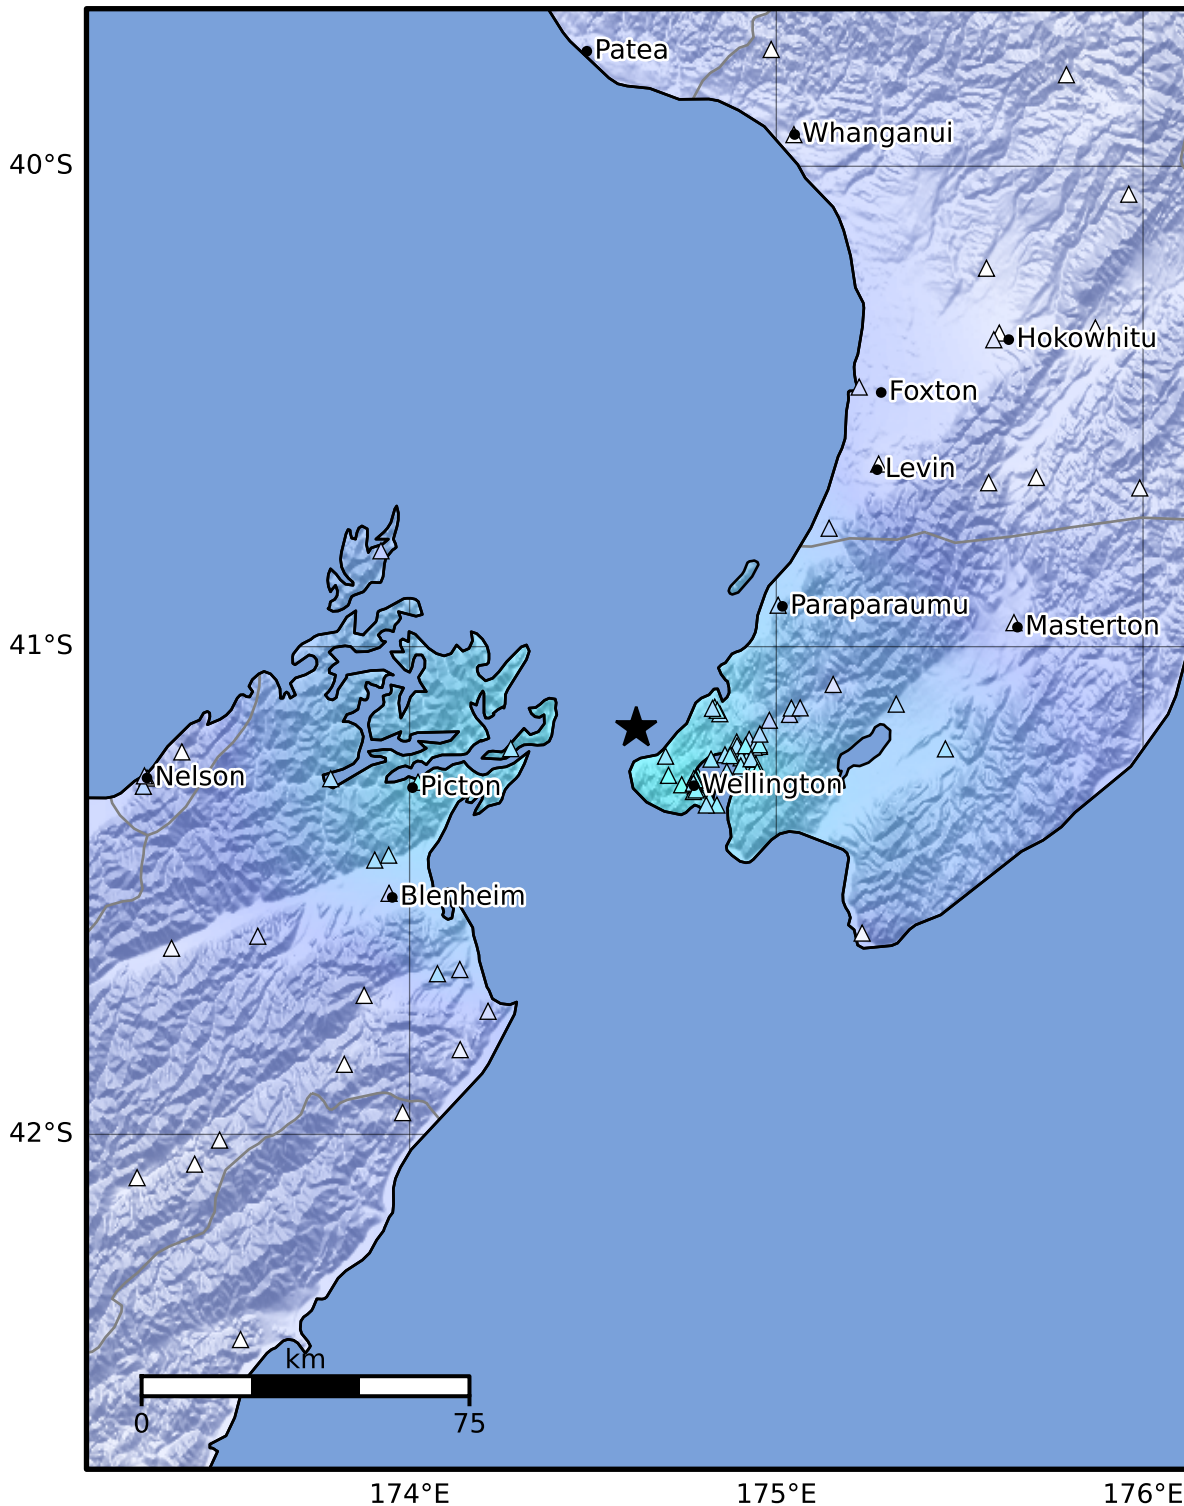 Patea
Whanganui
40°S
Hokowhitu
Foxton
Levin
Paraparaumu
Masterton
41°S
Nelson
Picton
Wellington
Blenheim
42°S
km
0
75
174°E
175°E
176°E